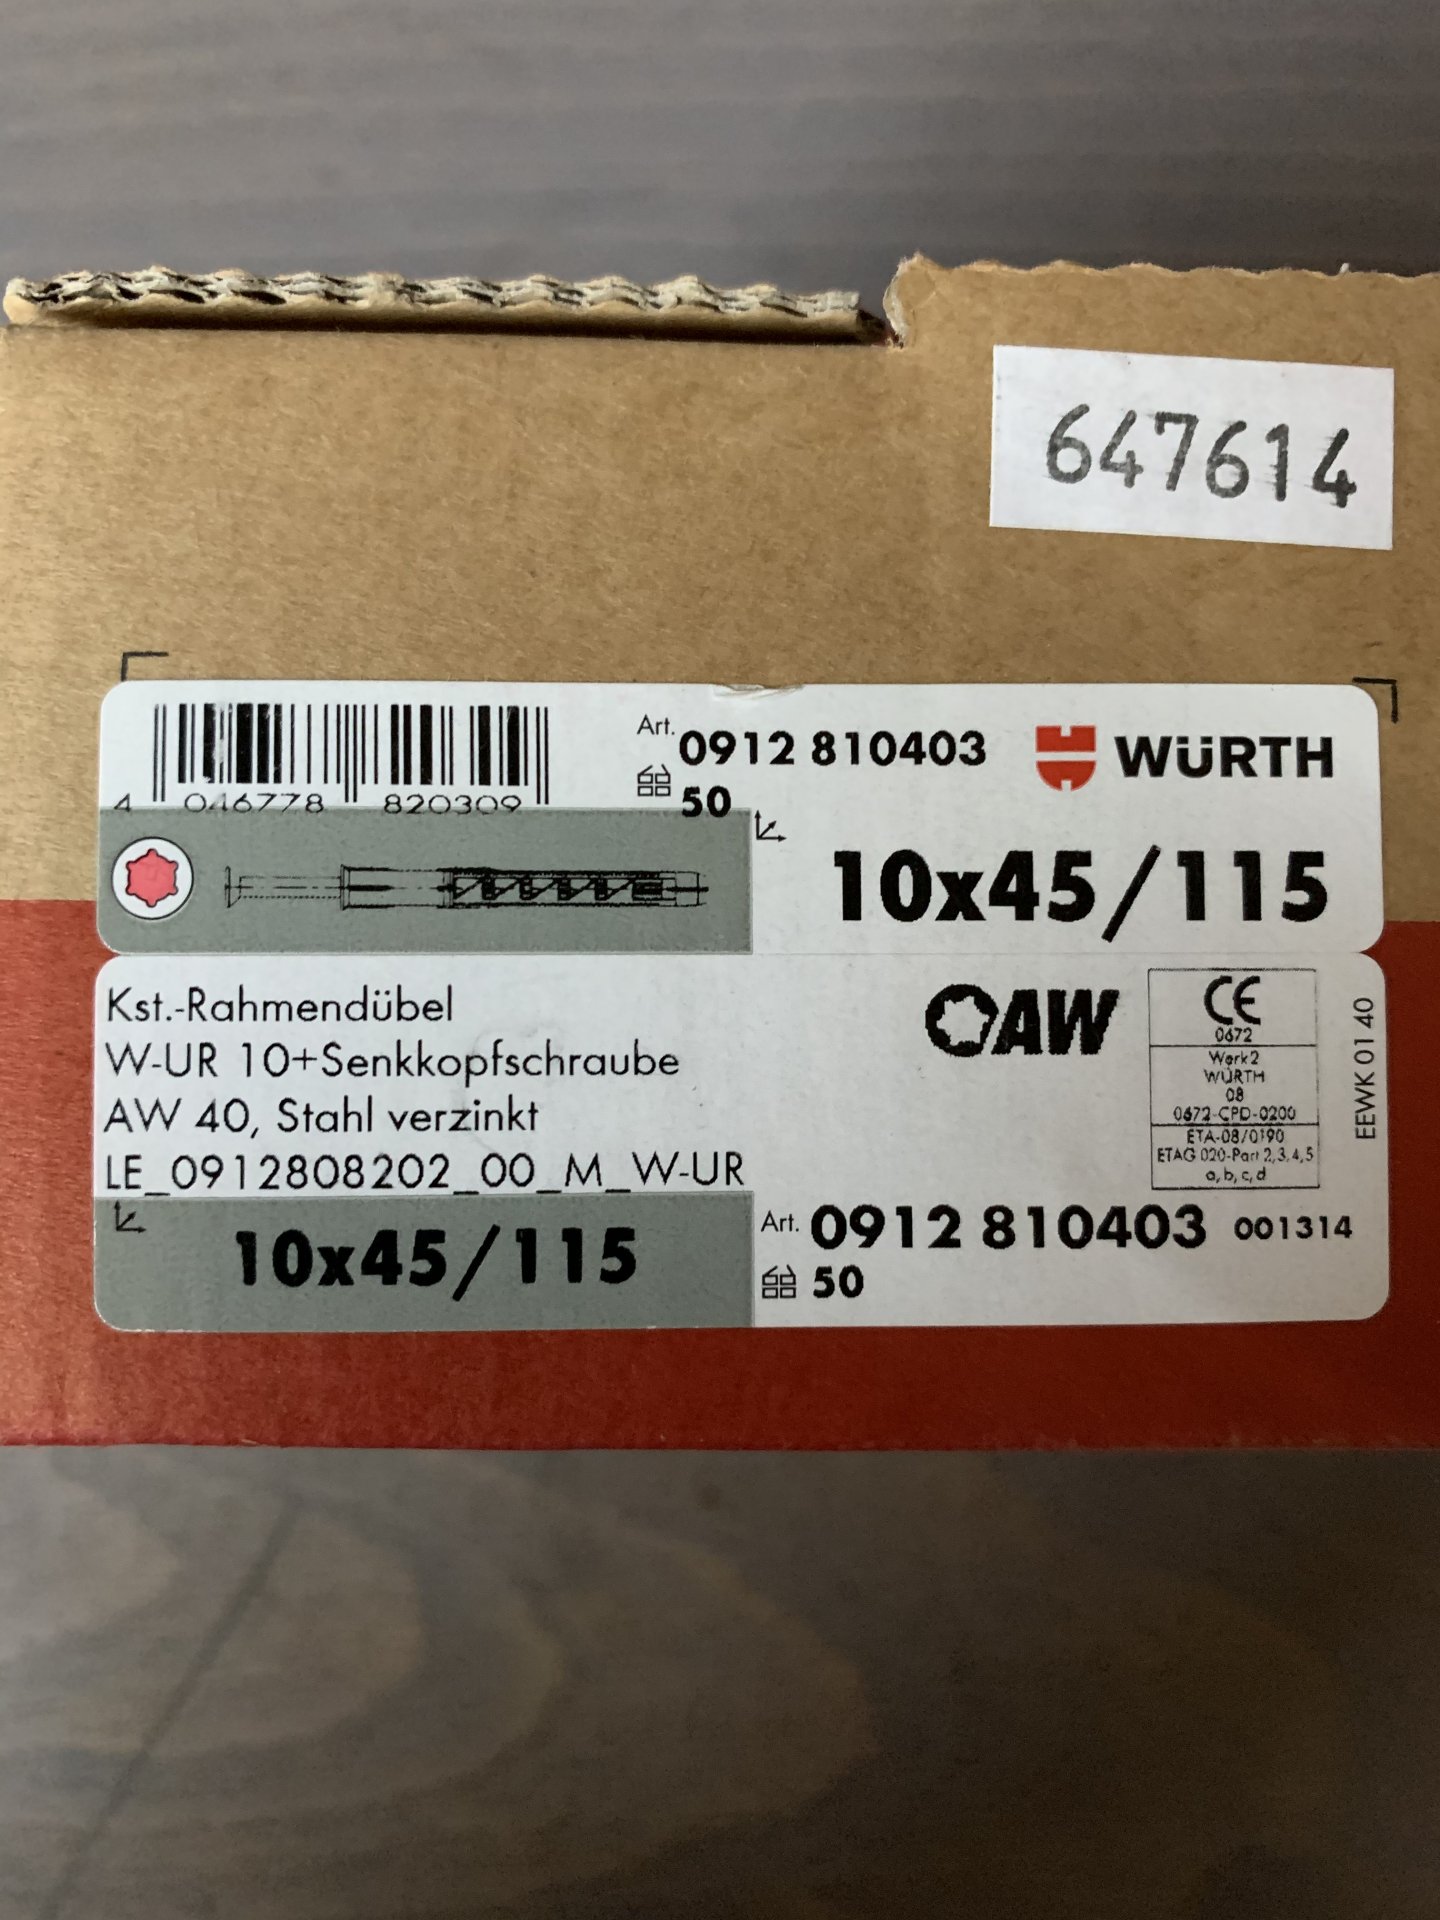 647614
Art. 0912 810403
WÜRTH
50
4 046778 820309
10x45/115
Kst.-Rahmendübel
W-UR 10+Senkkopfschraube
AW 40, Stahl verzinkt
LE_0912808202_00_M_W-UR
10x45/115
AW
CE
0672
Werk2
WÜRTH
08
0672-CPD-0200
ETA-08/0190
ETAG 020-Part 2,3,4,5
a,b,c,d
EEWK 01 40
Art. 0912 810403 001314
50